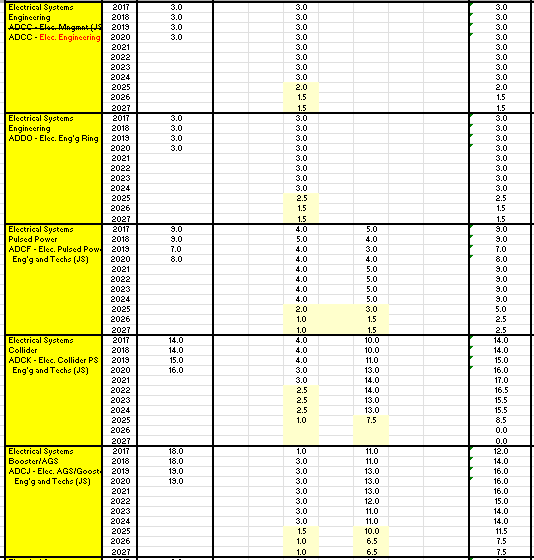 Electrical Systems 2017 3.0 3.0 3.0
Engineering 2018 3.0 3.0 3.0
ADCC - Elec. Mngmnt (JS 2019 3.0 3.0 3.0
ADCC - Elec. Engineering 2020 3.0 3.0 3.0
2021 3.0 3.0
2022 3.0 3.0
2023 3.0 3.0
2024 3.0 3.0
2025 2.0 2.0
2026 1.5 1.5
2027 1.5 1.5
Electrical Systems 2017 3.0 3.0 3.0
Engineering 2018 3.0 3.0 3.0
ADDO - Elec. Eng'g Ring 2019 3.0 3.0 3.0
2020 3.0 3.0 3.0
2021 3.0 3.0
2022 3.0 3.0
2023 3.0 3.0
2024 3.0 3.0
2025 2.5 2.5
2026 1.5 1.5
2027 1.5 1.5
Electrical Systems 2017 9.0 4.0 5.0 9.0
Pulsed Power 2018 9.0 5.0 4.0 9.0
ADCF - Elec. Pulsed Pow 2019 7.0 4.0 3.0 7.0
Eng'g and Techs (JS) 2020 8.0 4.0 4.0 8.0
2021 4.0 5.0 9.0
2022 4.0 5.0 9.0
2023 4.0 5.0 9.0
2024 4.0 5.0 9.0
2025 2.0 3.0 5.0
2026 1.0 1.5 2.5
2027 1.0 1.5 2.5
Electrical Systems 2017 14.0 4.0 10.0 14.0
Collider 2018 14.0 4.0 10.0 14.0
ADCK - Elec. Collider PS 2019 15.0 4.0 11.0 15.0
Eng'g and Techs (JS) 2020 16.0 3.0 13.0 16.0
2021 3.0 14.0 17.0
2022 2.5 14.0 16.5
2023 2.5 13.0 15.5
2024 2.5 13.0 15.5
2025 1.0 7.5 8.5
2026 0.0
2027 0.0
Electrical Systems 2017 18.0 1.0 11.0 12.0
Booster/AGS 2018 18.0 3.0 11.0 14.0
ADCJ - Elec. AGS/Booste 2019 19.0 3.0 13.0 16.0
Eng'g and Techs (JS) 2020 19.0 3.0 13.0 16.0
2021 3.0 13.0 16.0
2022 3.0 12.0 15.0
2023 3.0 11.0 14.0
2024 3.0 11.0 14.0
2025 1.5 10.0 11.5
2026 1.0 6.5 7.5
2027 1.0 6.5 7.5